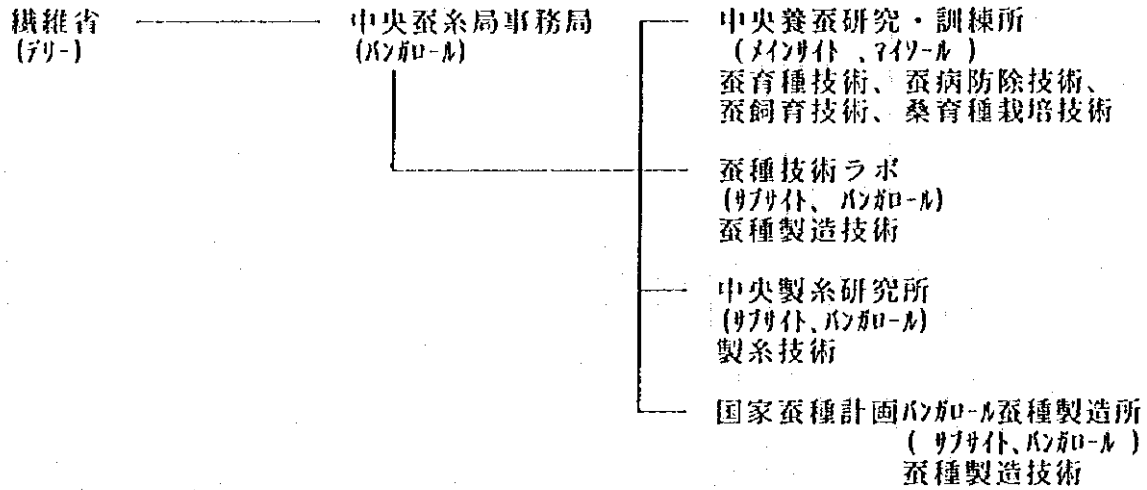 繊維省
(ﾃﾞﾘｰ)
中央蚕糸局事務局
(ﾊﾞﾝｶﾞﾛｰﾙ)
中央養蚕研究・訓練所
(ﾒｲﾝｻｲﾄ、ﾏｲｿｰﾙ)
蚕育種技術、蚕病防除技術、
蚕飼育技術、桑育種栽培技術
蚕種技術ラボ
(ｻﾌﾞｻｲﾄ、ﾊﾞﾝｶﾞﾛｰﾙ)
蚕種製造技術
中央製糸研究所
(ｻﾌﾞｻｲﾄ、ﾊﾞﾝｶﾞﾛｰﾙ)
製糸技術
国家蚕種計画ﾊﾞﾝｶﾞﾛｰﾙ蚕種製造所
(ｻﾌﾞｻｲﾄ、ﾊﾞﾝｶﾞﾛｰﾙ)
蚕種製造技術